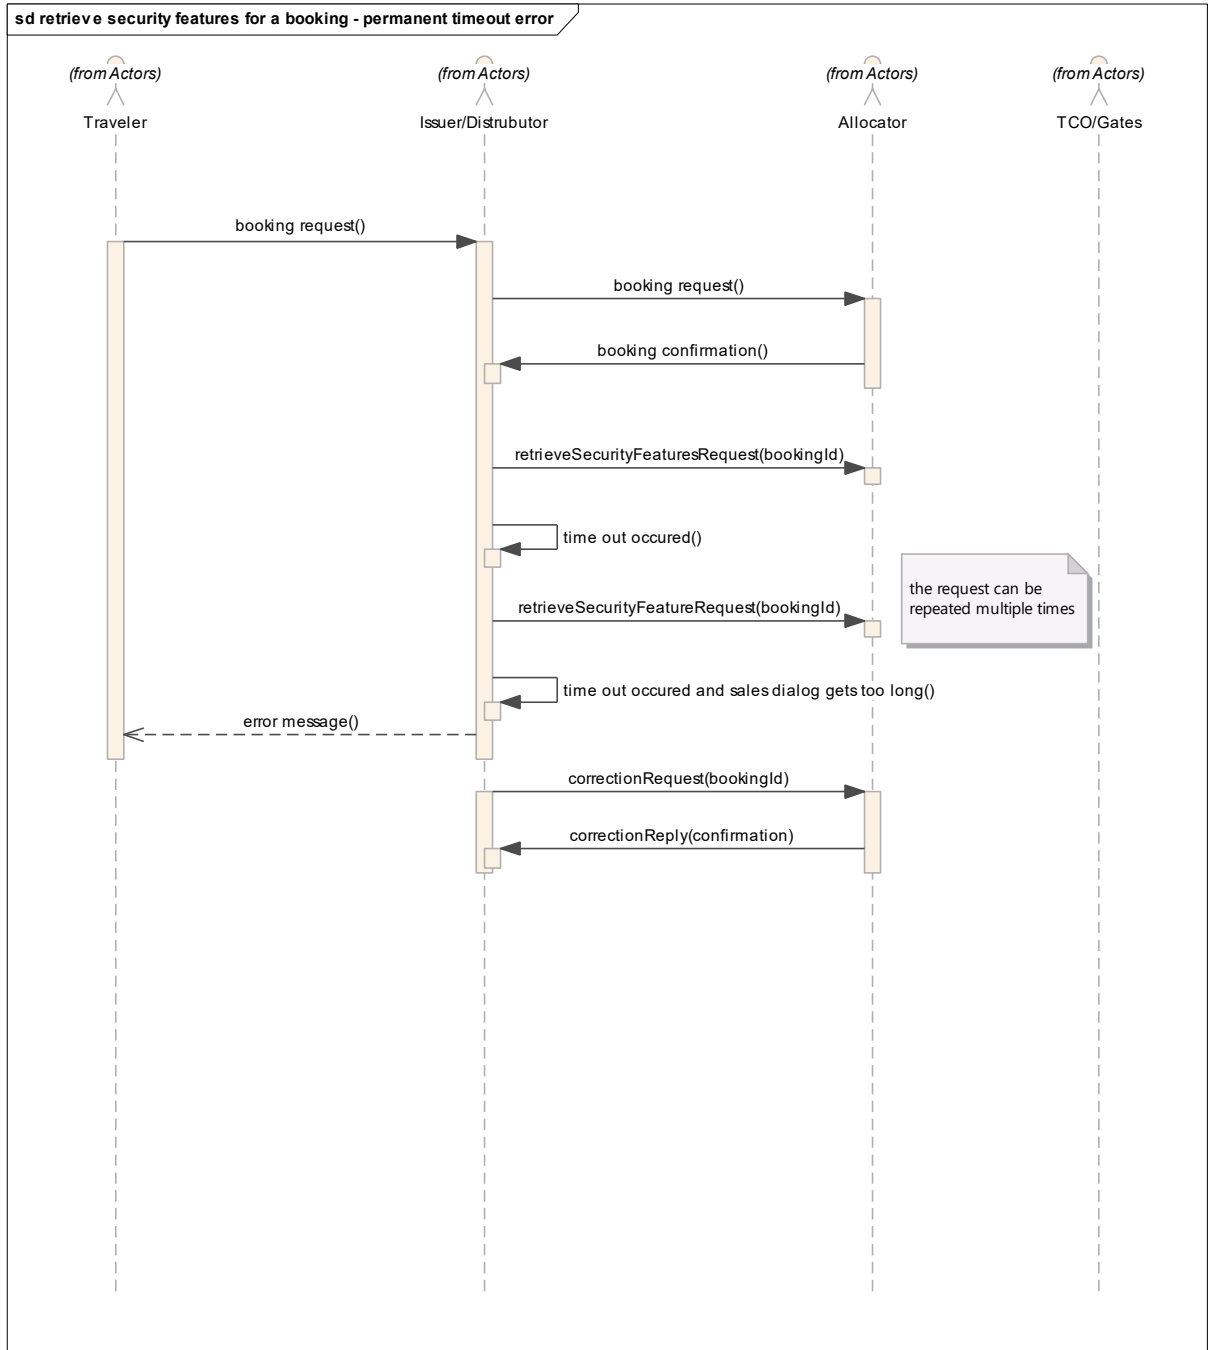 sd retrieve security features for a booking - permanent timeout error
(from Actors)
(from Actors)
(from Actors)
(from Actors)
Traveler
Issuer/Distrubutor
Allocator
TCO/Gates
booking request()
booking request()
booking confirmation()
retrieveSecurityFeaturesRequest(bookingId)
time out occured()
the request can be
repeated multiple times
retrieveSecurityFeatureRequest(bookingId)
time out occured and sales dialog gets too long()
error message()
correctionRequest(bookingId)
correctionReply(confirmation)